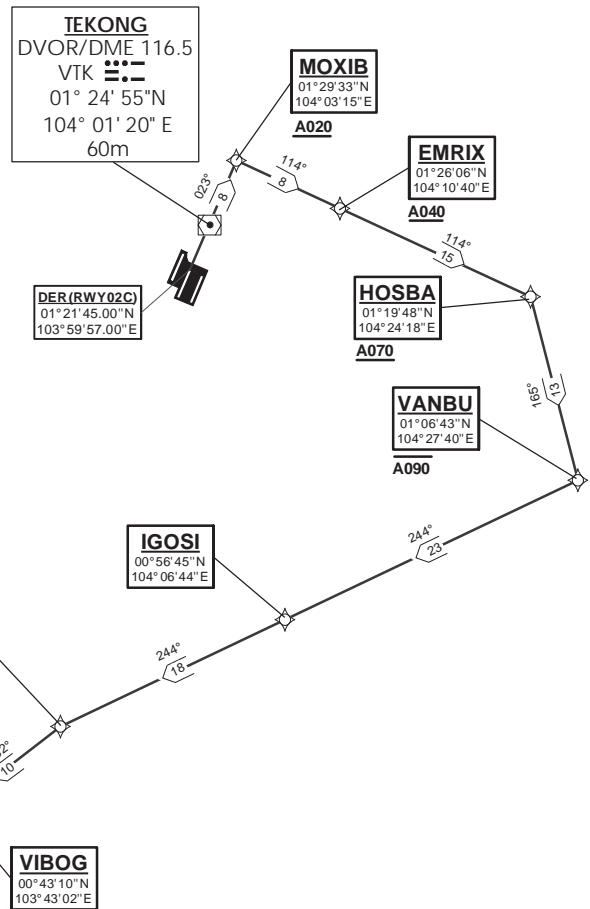 TEKONG
DVOR/DME 116.5
VTK
01° 24' 55"N
104° 01' 20" E
60m
MOXIB
01°29'33"N
104°03'15"E
A020
EMRIX
01°26'06"N
104°10'40"E
A040
023°
8
114°
8
114°
15
DER(RWY02C)
01°21'45.00"N
103°59'57.00"E
HOSBA
01°19'48"N
104°24'18"E
A070
165°
13
VANBU
01°06'43"N
104°27'40"E
A090
244°
23
IGOSI
00°56'45"N
104°06'44"E
244°
18
10
VIBOG
00°43'10"N
103°43'02"E